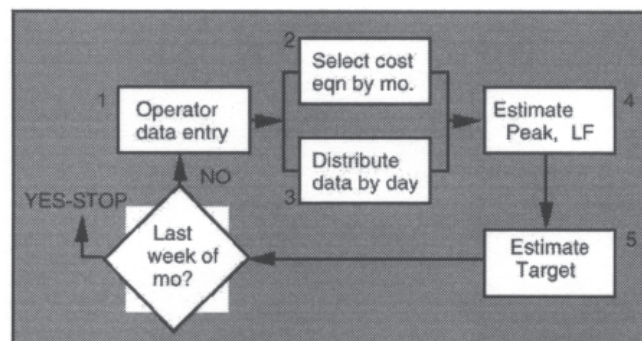 2
Select cost
eqn by mo.
1
Operator
data entry
4
Estimate
Peak, LF
3
Distribute
data by day
NO
YES-STOP
Last
week of
mo?
5
Estimate
Target